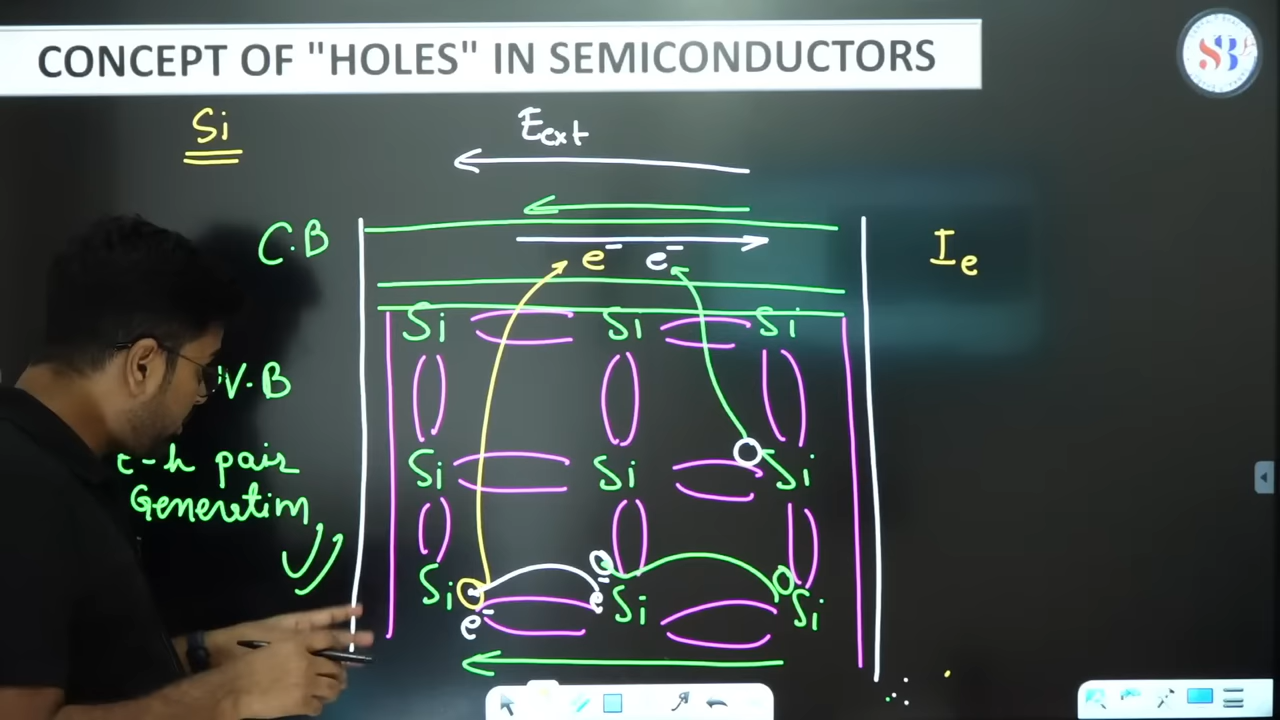 CONCEPT OF "HOLES" IN SEMICONDUCTORS
SB
Si
Eext
C.B
e⁻ e⁻
Ie
Si Si Si
V.B
e-h pair
Generation
Si Si Si
Si Si Si
e⁻ e⁻